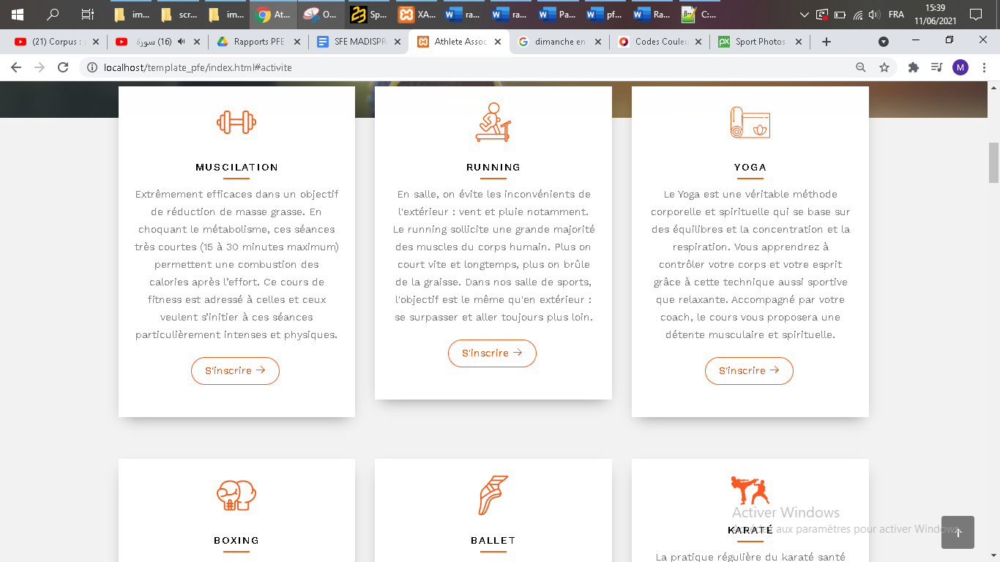 im...
scr...
im...
At...
O...
Sp...
XA...
ra...
ra...
Pa...
pf...
Ra...
C:...
FRA
15:39
11/06/2021
(21) Corpus : s
(16) سورة
Rapports PFE
SFE MADISPR
Athlete Assoc
dimanche en
Codes Couleu
Sport Photos
localhost/template_pfe/index.html#activite
M
MUSCILATION
Extrêmement efficaces dans un objectif
de réduction de masse grasse. En
choquant le métabolisme, ces séances
très courtes (15 à 30 minutes maximum)
permettent une combustion des
calories après l’effort. Ce cours de
fitness est adressé à celles et ceux
veulent s’initier à ces séances
particulièrement intenses et physiques.
S'inscrire →
RUNNING
En salle, on évite les inconvénients de
l'extérieur : vent et pluie notamment.
Le running sollicite une grande majorité
des muscles du corps humain. Plus on
court vite et longtemps, plus on brûle
de la graisse. Dans nos salle de sports,
l'objectif est le même qu'en extérieur :
se surpasser et aller toujours plus loin.
S'inscrire →
YOGA
Le Yoga est une véritable méthode
corporelle et spirituelle qui se base sur
des équilibres et la concentration et la
respiration. Vous apprendrez à
contrôler votre corps et votre esprit
grâce à cette technique aussi sportive
que relaxante. Accompagné par votre
coach, le cours vous proposera une
détente musculaire et spirituelle.
S'inscrire →
BOXING
BALLET
KARATÉ
La pratique régulière du karaté santé
Activer Windows
aux paramètres pour activer Windows.